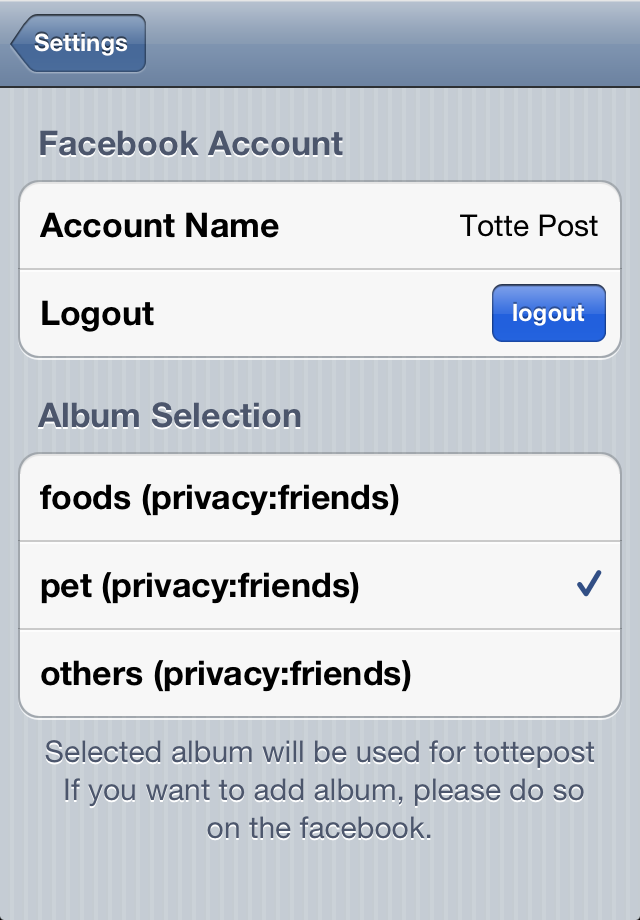 Settings
Facebook Account
Account Name Totte Post
Logout logout
Album Selection
foods (privacy:friends)
pet (privacy:friends)
others (privacy:friends)
Selected album will be used for tottepost
If you want to add album, please do so
on the facebook.